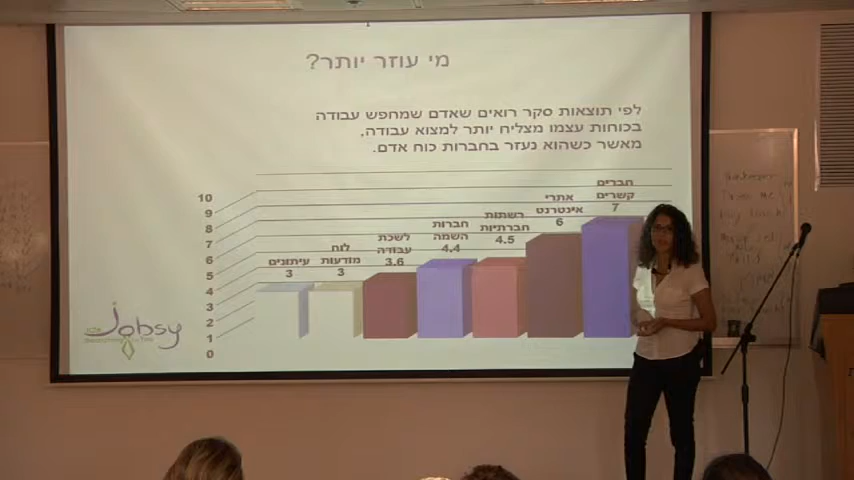 מי עוזר יותר?
לפי תוצאות סקר רואים שאדם שמחפש עבודה
בכוחות עצמו מצליח יותר למצוא עבודה,
מאשר כשהוא נעזר בחברות כוח אדם.
חברים
קשרים
7
אתרי
אינטרנט
6
רשתות
חברתיות
4.5
חברות
השמה
4.4
לשכת
עבודה
3.6
לוח
מודעות
3
עיתונים
3
10
9
8
7
6
5
4
3
2
1
0
Jobsy